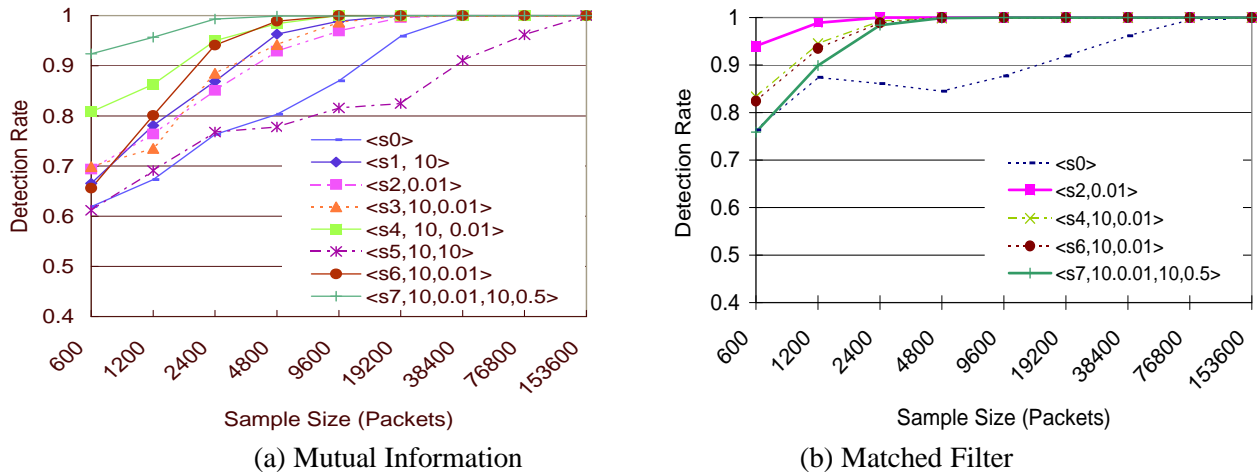 1
0.9
0.8
0.7
0.6
0.5
0.4
Detection Rate
<s0>
<s1, 10>
<s2,0.01>
<s3,10,0.01>
<s4, 10, 0.01>
<s5,10,10>
<s6,10,0.01>
<s7,10,0.01,10,0.5>
600
1200
2400
4800
9600
19200
38400
76800
153600
Sample Size (Packets)
(a) Mutual Information
1
0.9
0.8
0.7
0.6
0.5
0.4
Detection Rate
<s0>
<s2,0.01>
<s4,10,0.01>
<s6,10,0.01>
<s7,10.0.01,10,0.5>
600
1200
2400
4800
9600
19200
38400
76800
153600
Sample Size (Packets)
(b) Matched Filter